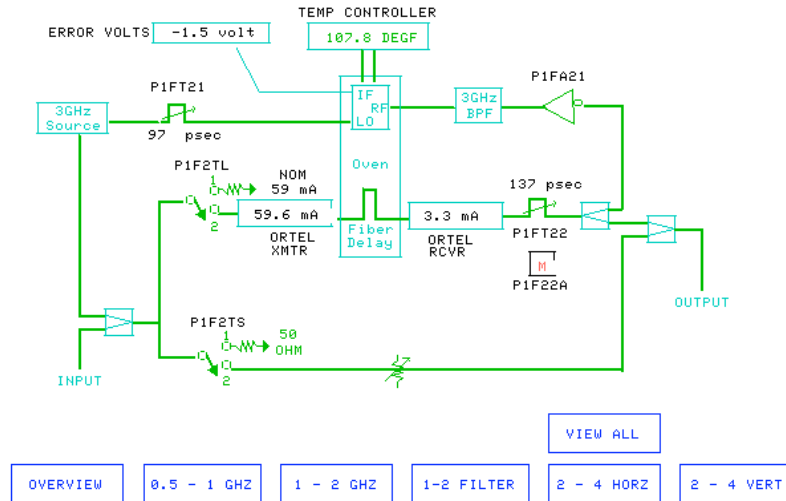 TEMP CONTROLLER
ERROR VOLTS -1.5 volt
107.8 DEGF
P1FT21
P1FA21
3GHz
Source
97 psec
IF
RF
LO
3GHz
BPF
Oven
P1F2TL
1
2
NOM
59 mA
59.6 mA
ORTEL
XMTR
Fiber
Delay
3.3 mA
ORTEL
RCVR
137 psec
P1FT22
M
P1F22A
OUTPUT
P1F2TS
1
2
50
OHM
INPUT
VIEW ALL
OVERVIEW
0.5 - 1 GHZ
1 - 2 GHZ
1-2 FILTER
2 - 4 HORZ
2 - 4 VERT